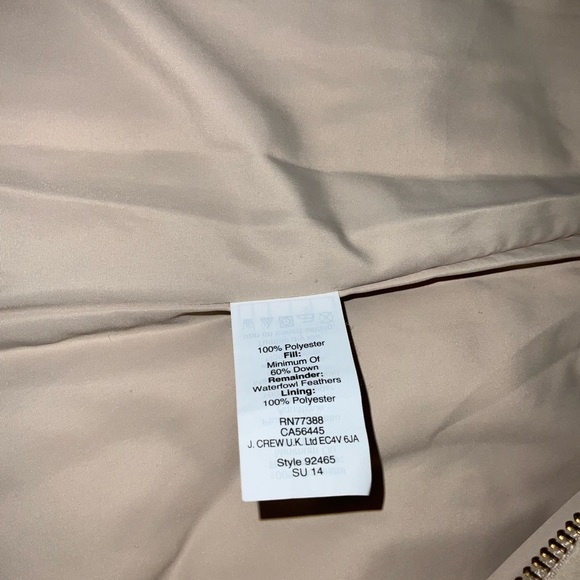 100% Polyester
Fill:
Minimum Of
60% Down
Remainder:
Waterfowl Feathers
Lining:
100% Polyester
RN77388
CA56445
J. CREW U.K. Ltd EC4V 6JA
Style 92465
SU 14